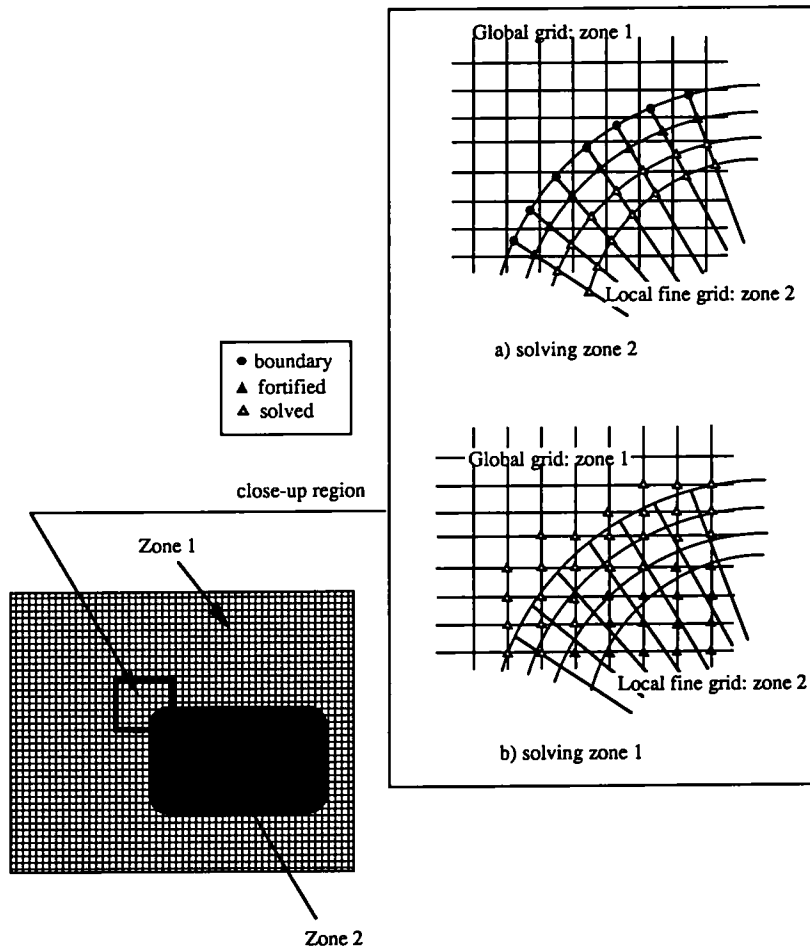 Global grid: zone 1
Local fine grid: zone 2
a) solving zone 2
boundary
fortified
solved
Global grid: zone 1
close-up region
Zone 1
Local fine grid: zone 2
b) solving zone 1
Zone 2